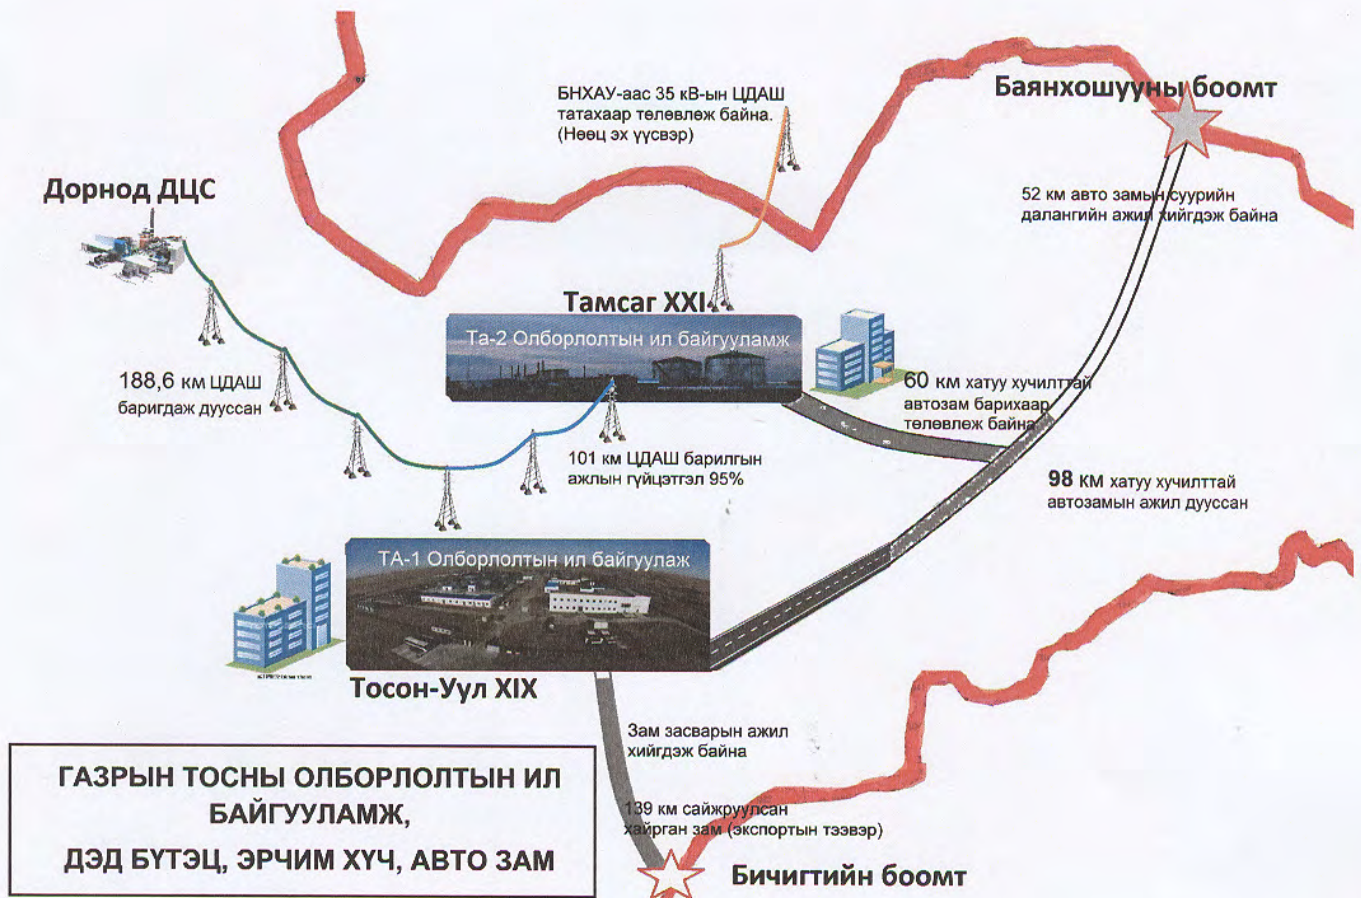 БНХАУ-аас 35 кВ-ын ЦДАШ
татахаар төлөвлөж байна.
(Нөөц эх үүсвэр)
Баянхошууны боомт
Дорнод ДЦС
52 км авто замын суурийн
далангийн ажил хийгдэж байна
Тамсаг XXI
Та-2 Олборлолтын ил байгууламж
188,6 км ЦДАШ
баригдаж дууссан
60 км хатуу хучилттай
автозам барихаар
төлөвлөж байна
101 км ЦДАШ барилгын
ажлын гүйцэтгэл 95%
98 км хатуу хучилттай
автозамын ажил дууссан
ТА-1 Олборлолтын ил байгуулаж
Тосон-Уул XIX
Зам засварын ажил
хийгдэж байна
139 км сайжруулсан
хайрган зам (экспортын тээвэр)
Бичигтийн боомт
ГАЗРЫН ТОСНЫ ОЛБОРЛОЛТЫН ИЛ
БАЙГУУЛАМЖ,
ДЭД БҮТЭЦ, ЭРЧИМ ХҮЧ, АВТО ЗАМ